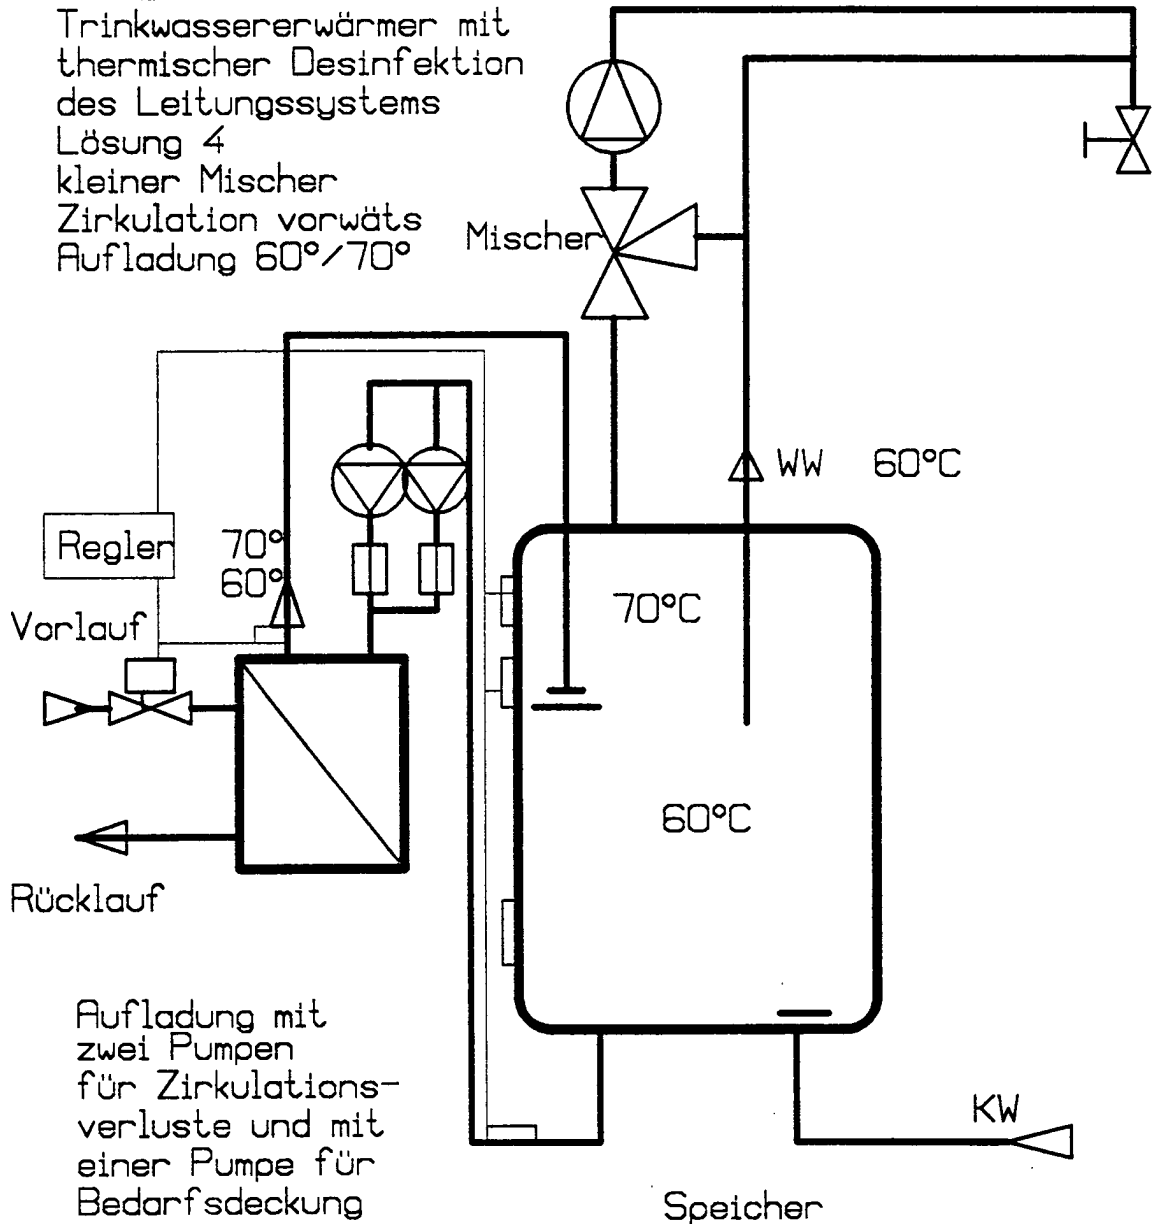 Trinkwassererwärmer mit
thermischer Desinfektion
des Leitungssystems
Lösung 4
kleiner Mischer
Zirkulation vorwäts
Aufladung 60°/70°
Mischer
WW 60°C
Regler
70°
60°
70°C
Vorlauf
60°C
Rücklauf
Aufladung mit
zwei Pumpen
für Zirkulations-
verluste und mit
einer Pumpe für
Bedarfsdeckung
KW
Speicher